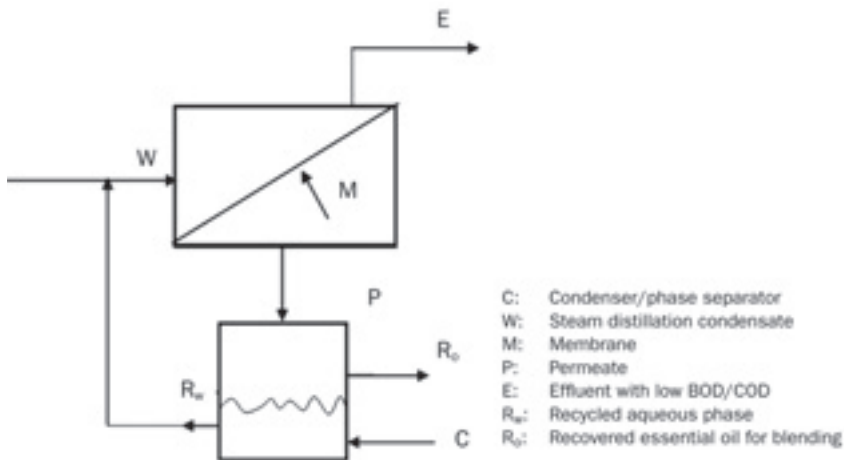 E
W
M
P
Rₒ
R𝓌
C
C: Condenser/phase separator
W: Steam distillation condensate
M: Membrane
P: Permeate
E: Effluent with low BOD/COD
R𝓌: Recycled aqueous phase
Rₒ: Recovered essential oil for blending